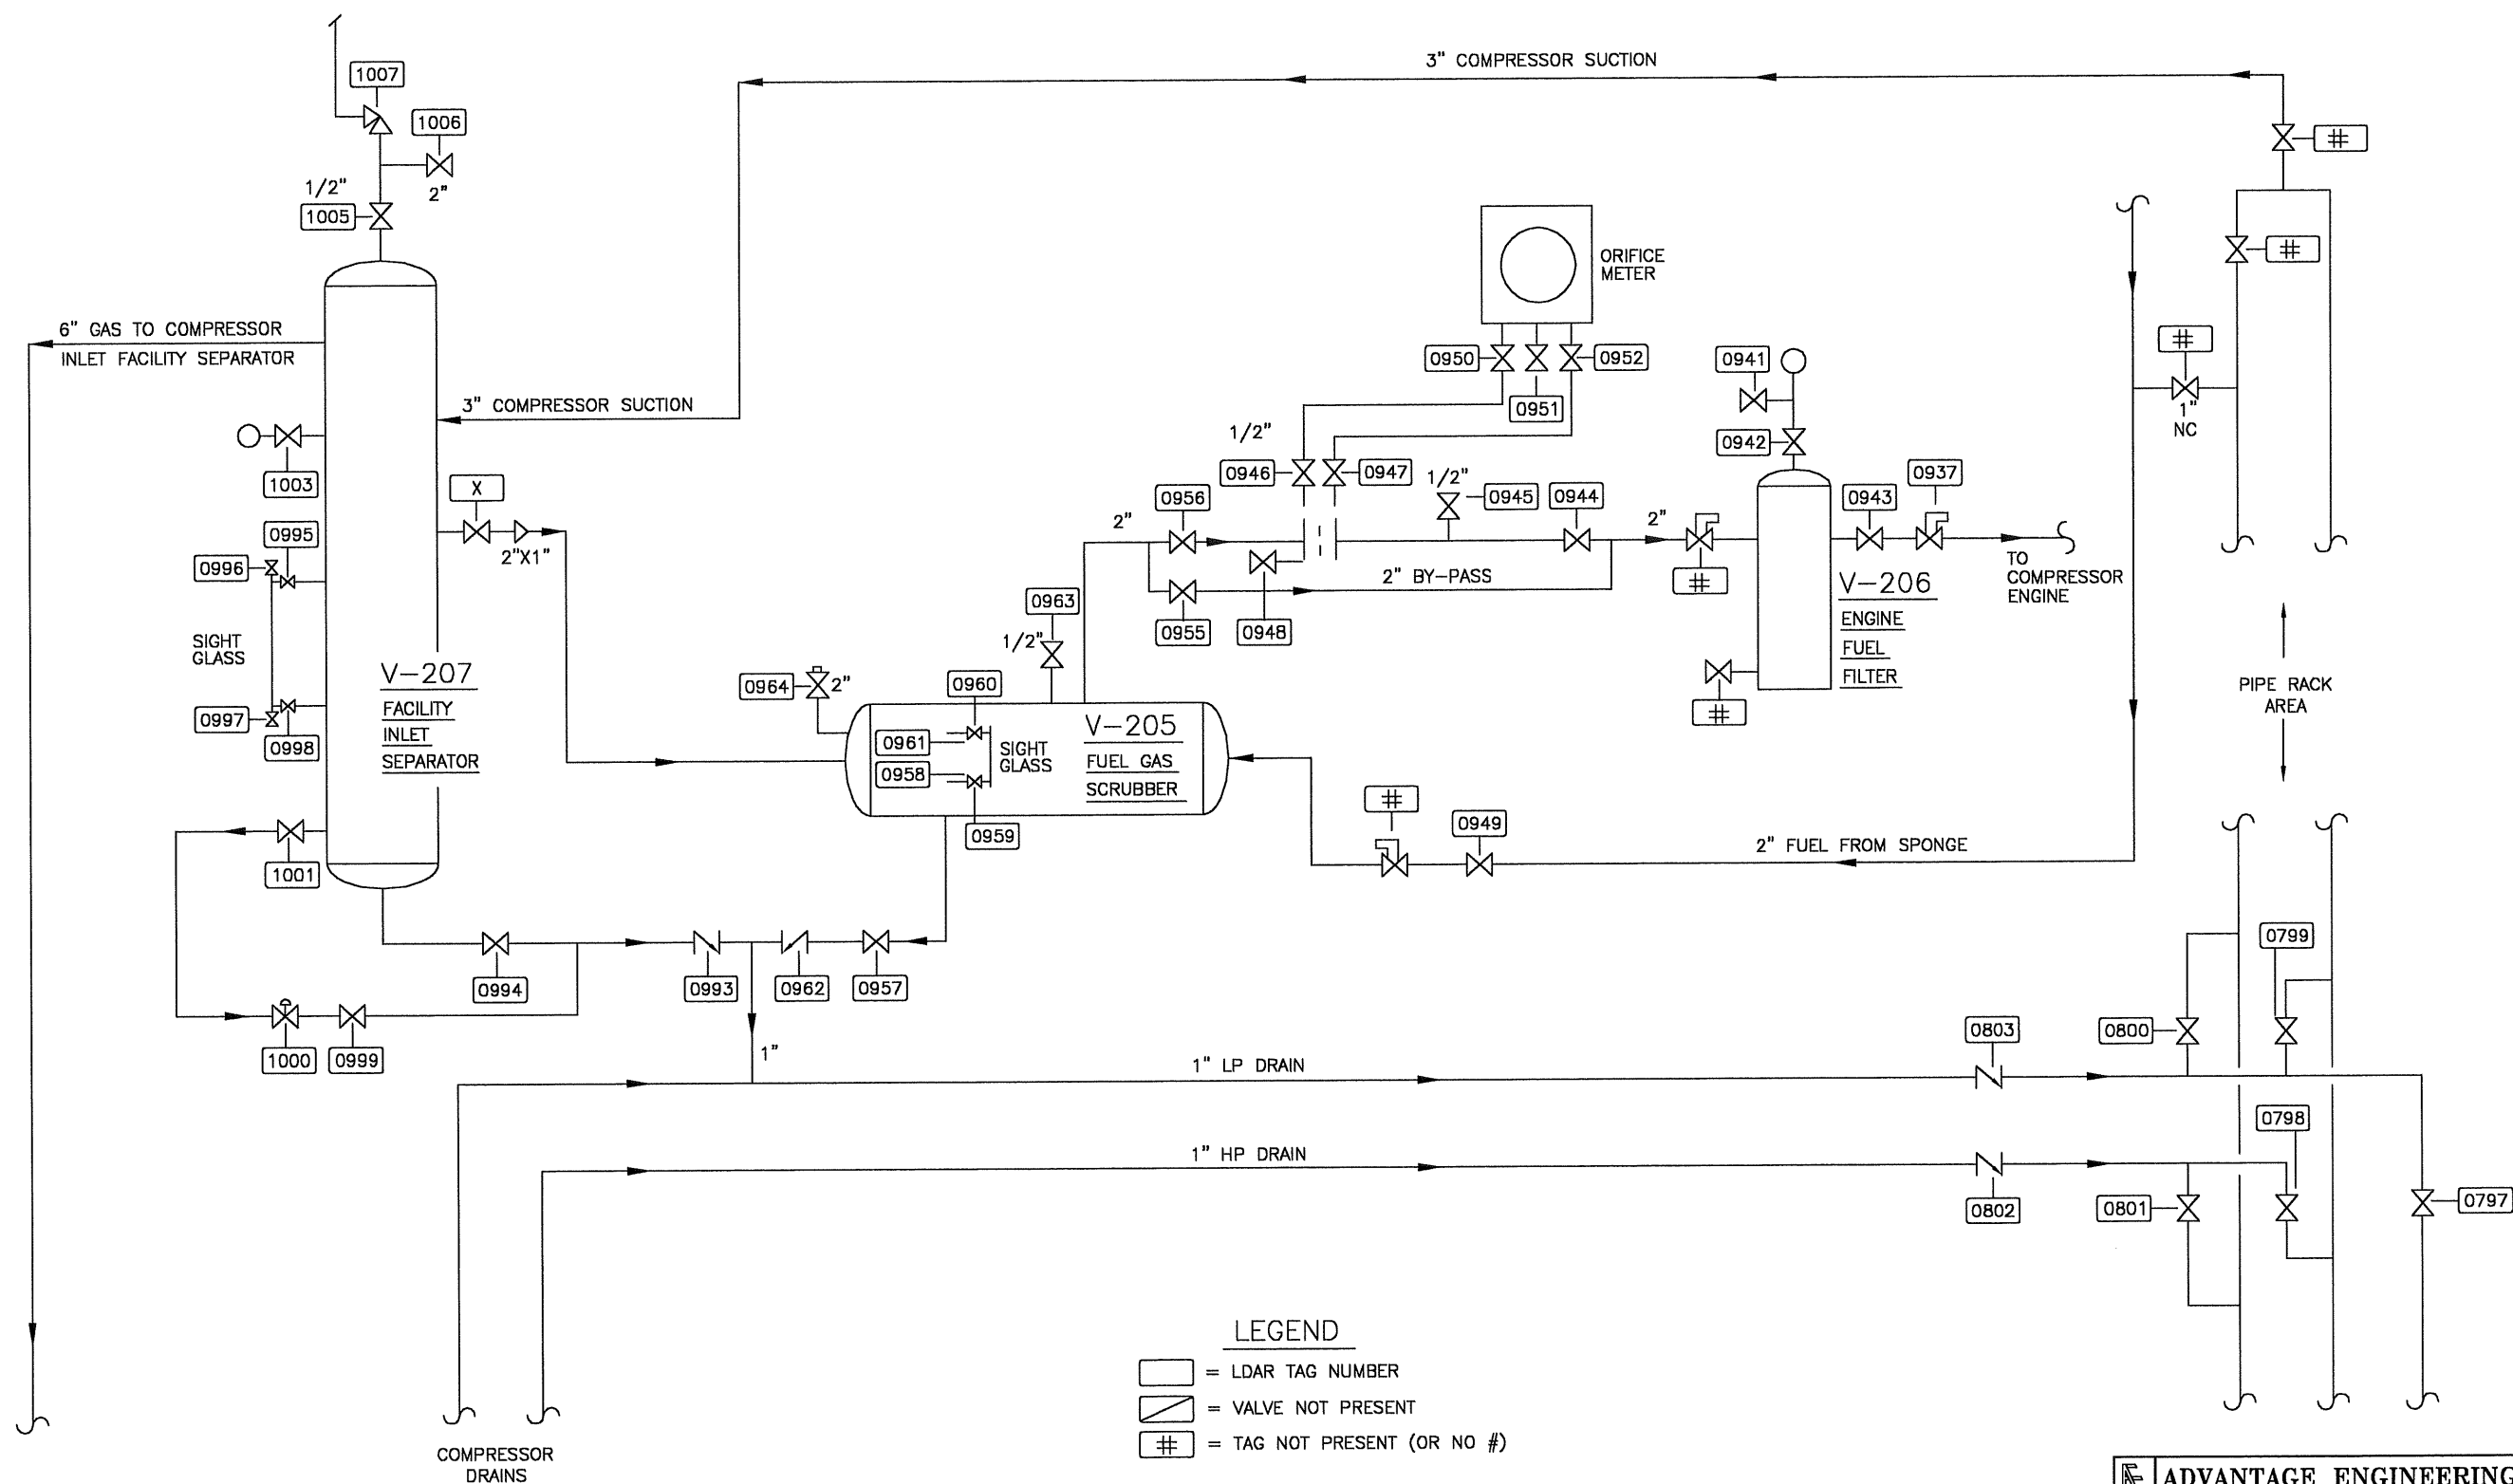 1007
1006
1/2"
2"
1005
3" COMPRESSOR SUCTION
#
#
ORIFICE
METER
6" GAS TO COMPRESSOR
INLET FACILITY SEPARATOR
3" COMPRESSOR SUCTION
0950
0952
0951
0941
0942
#
1"
NC
1003
X
2"X1"
1/2"
0946
0947
1/2"
0945
0944
0943
0937
0956
2"
2"
#
2" BY-PASS
0955
0948
TO
COMPRESSOR
ENGINE
V-206
ENGINE
FUEL
FILTER
#
0995
0996
SIGHT
GLASS
0997
0998
V-207
FACILITY
INLET
SEPARATOR
0963
1/2"
0964
2"
0960
0961
0958
0959
SIGHT
GLASS
V-205
FUEL GAS
SCRUBBER
PIPE RACK
AREA
#
0949
2" FUEL FROM SPONGE
1001
0994
0993
0962
0957
1000
0999
1"
0799
0800
0803
1" LP DRAIN
0798
1" HP DRAIN
0802
0801
0797
COMPRESSOR
DRAINS
LEGEND
= LDAR TAG NUMBER
= VALVE NOT PRESENT
# = TAG NOT PRESENT (OR NO #)
ADVANTAGE ENGINEERING